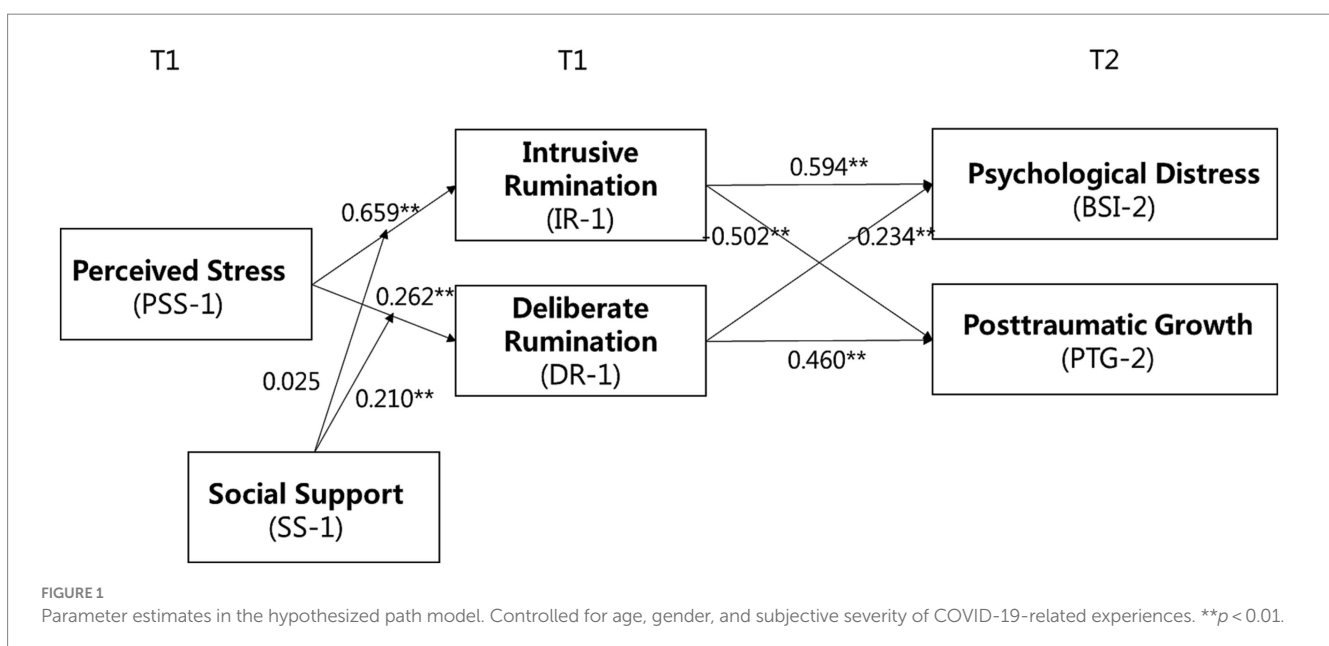 T1
T1
T2
Intrusive
Rumination
(IR-1)
0.594**
Psychological Distress
(BSI-2)
0.659**
-0.502**
-0.234**
Perceived Stress
(PSS-1)
0.262**
Deliberate
Rumination
(DR-1)
Posttraumatic Growth
(PTG-2)
0.460**
0.025
0.210**
Social Support
(SS-1)
FIGURE 1
Parameter estimates in the hypothesized path model. Controlled for age, gender, and subjective severity of COVID-19-related experiences. **p < 0.01.